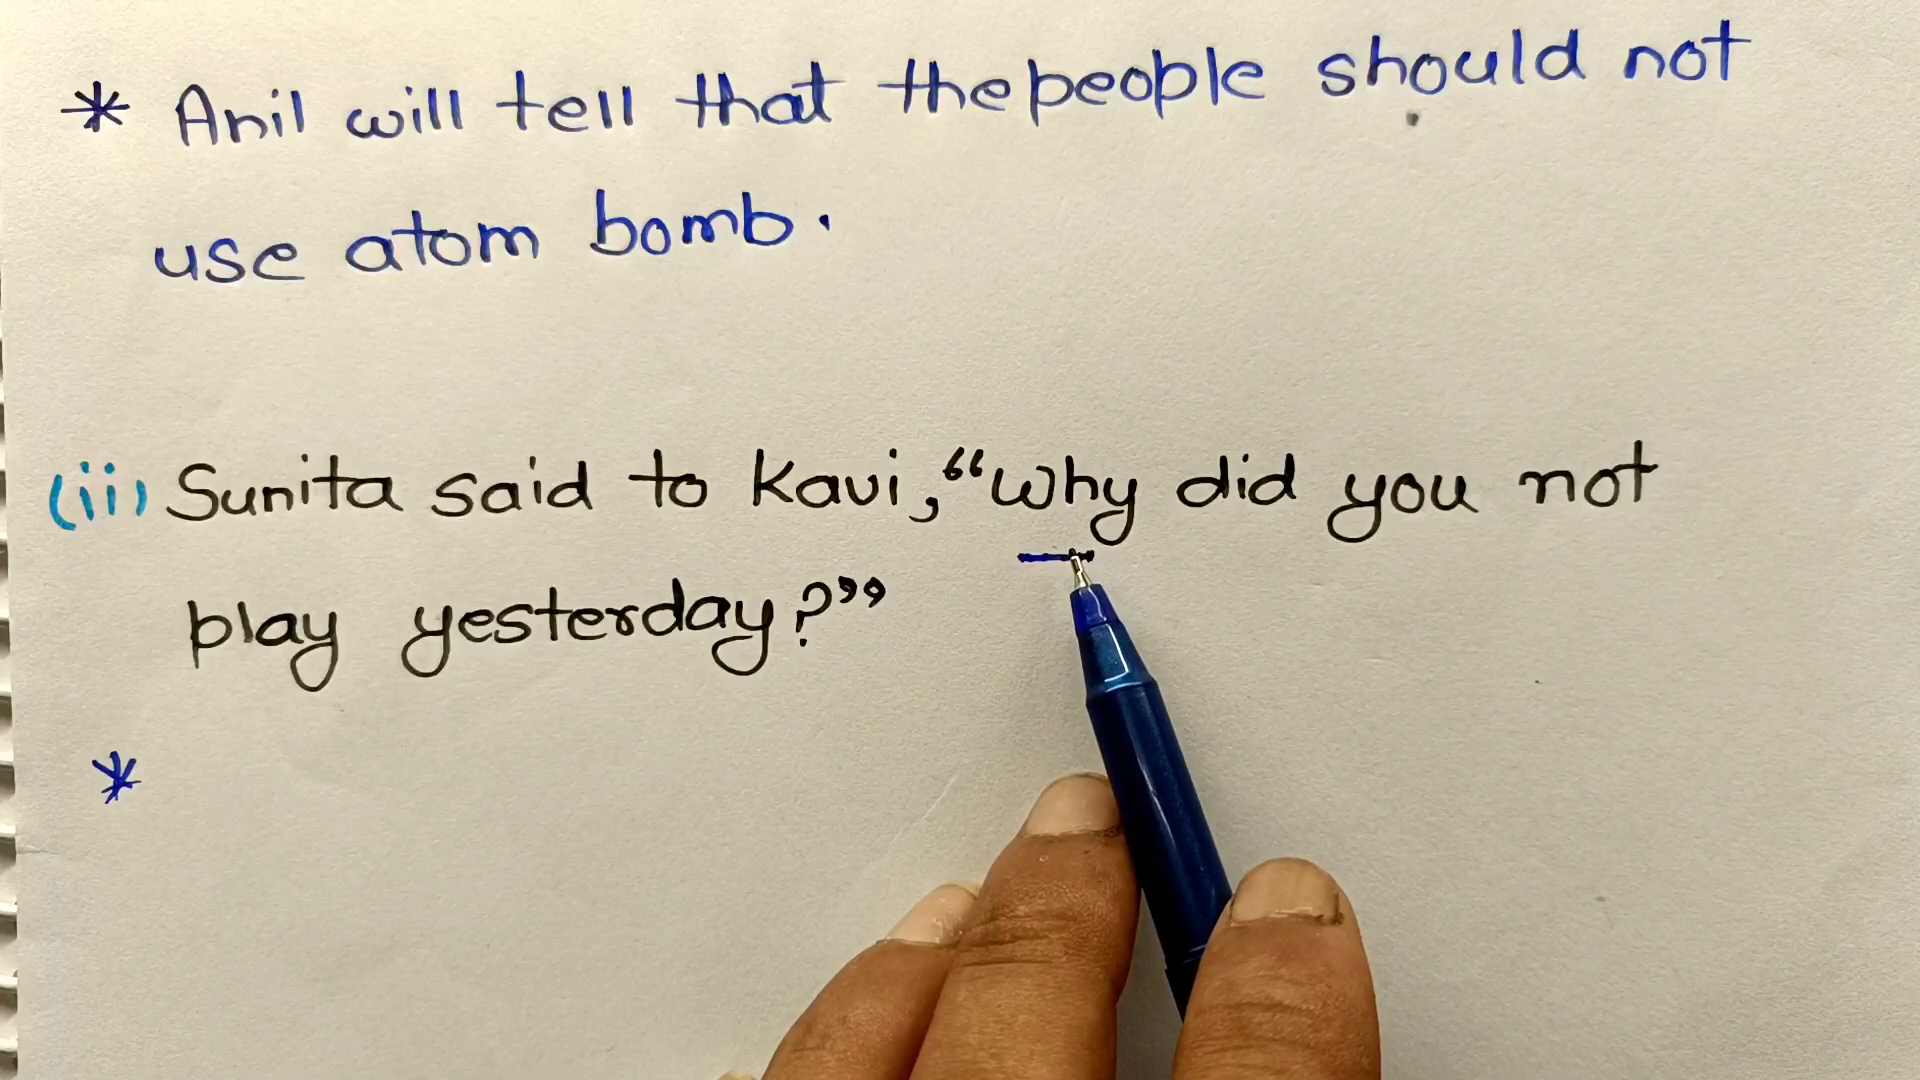 * Anil will tell that the people should not
use atom bomb.
(ii) Sunita said to Kavi, “Why did you not
play yesterday?”
*